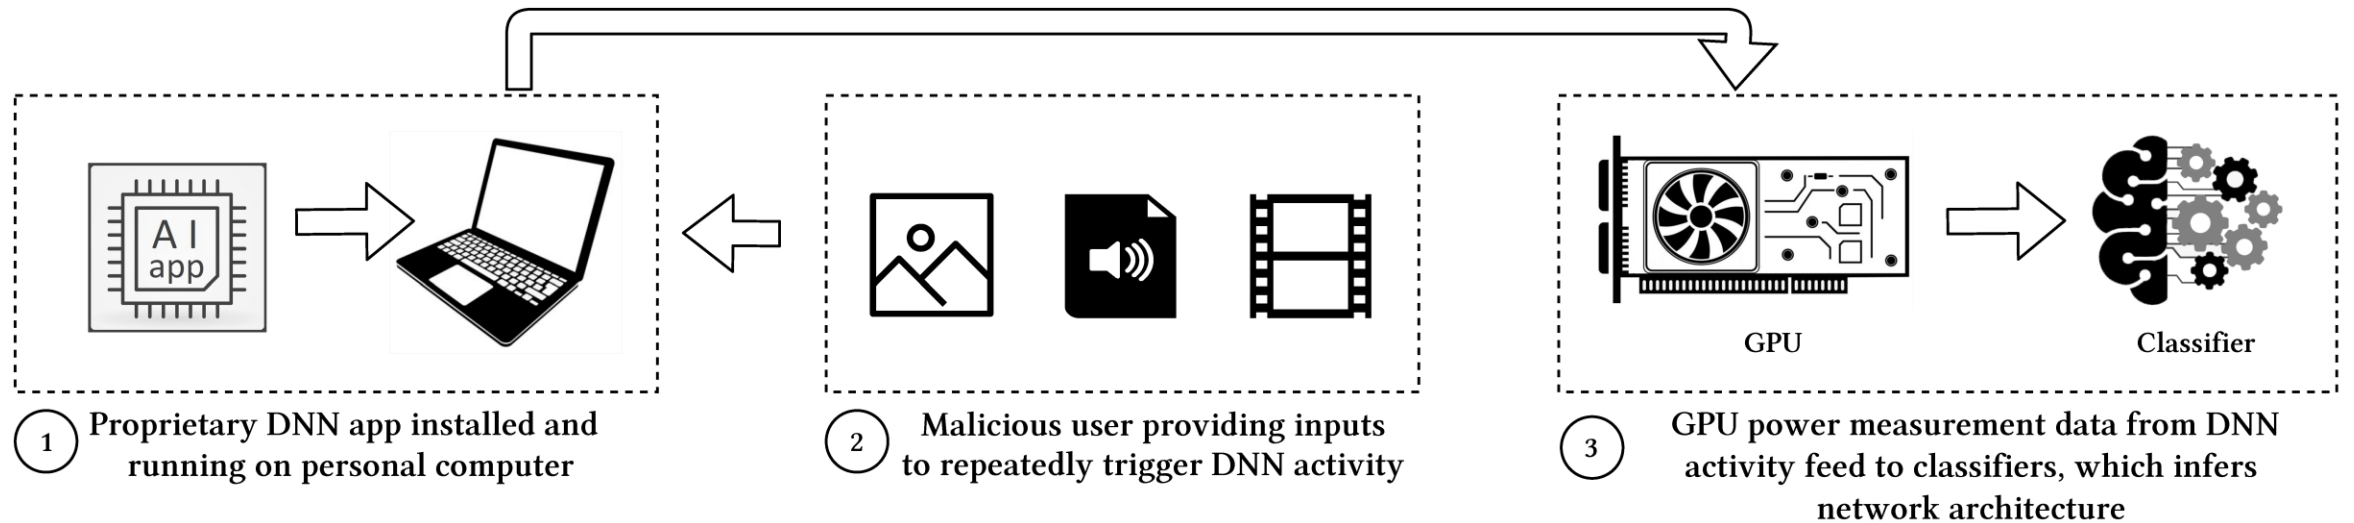 A I
app
GPU
Classifier
1
Proprietary DNN app installed and
running on personal computer
2
Malicious user providing inputs
to repeatedly trigger DNN activity
3
GPU power measurement data from DNN
activity feed to classifiers, which infers
network architecture